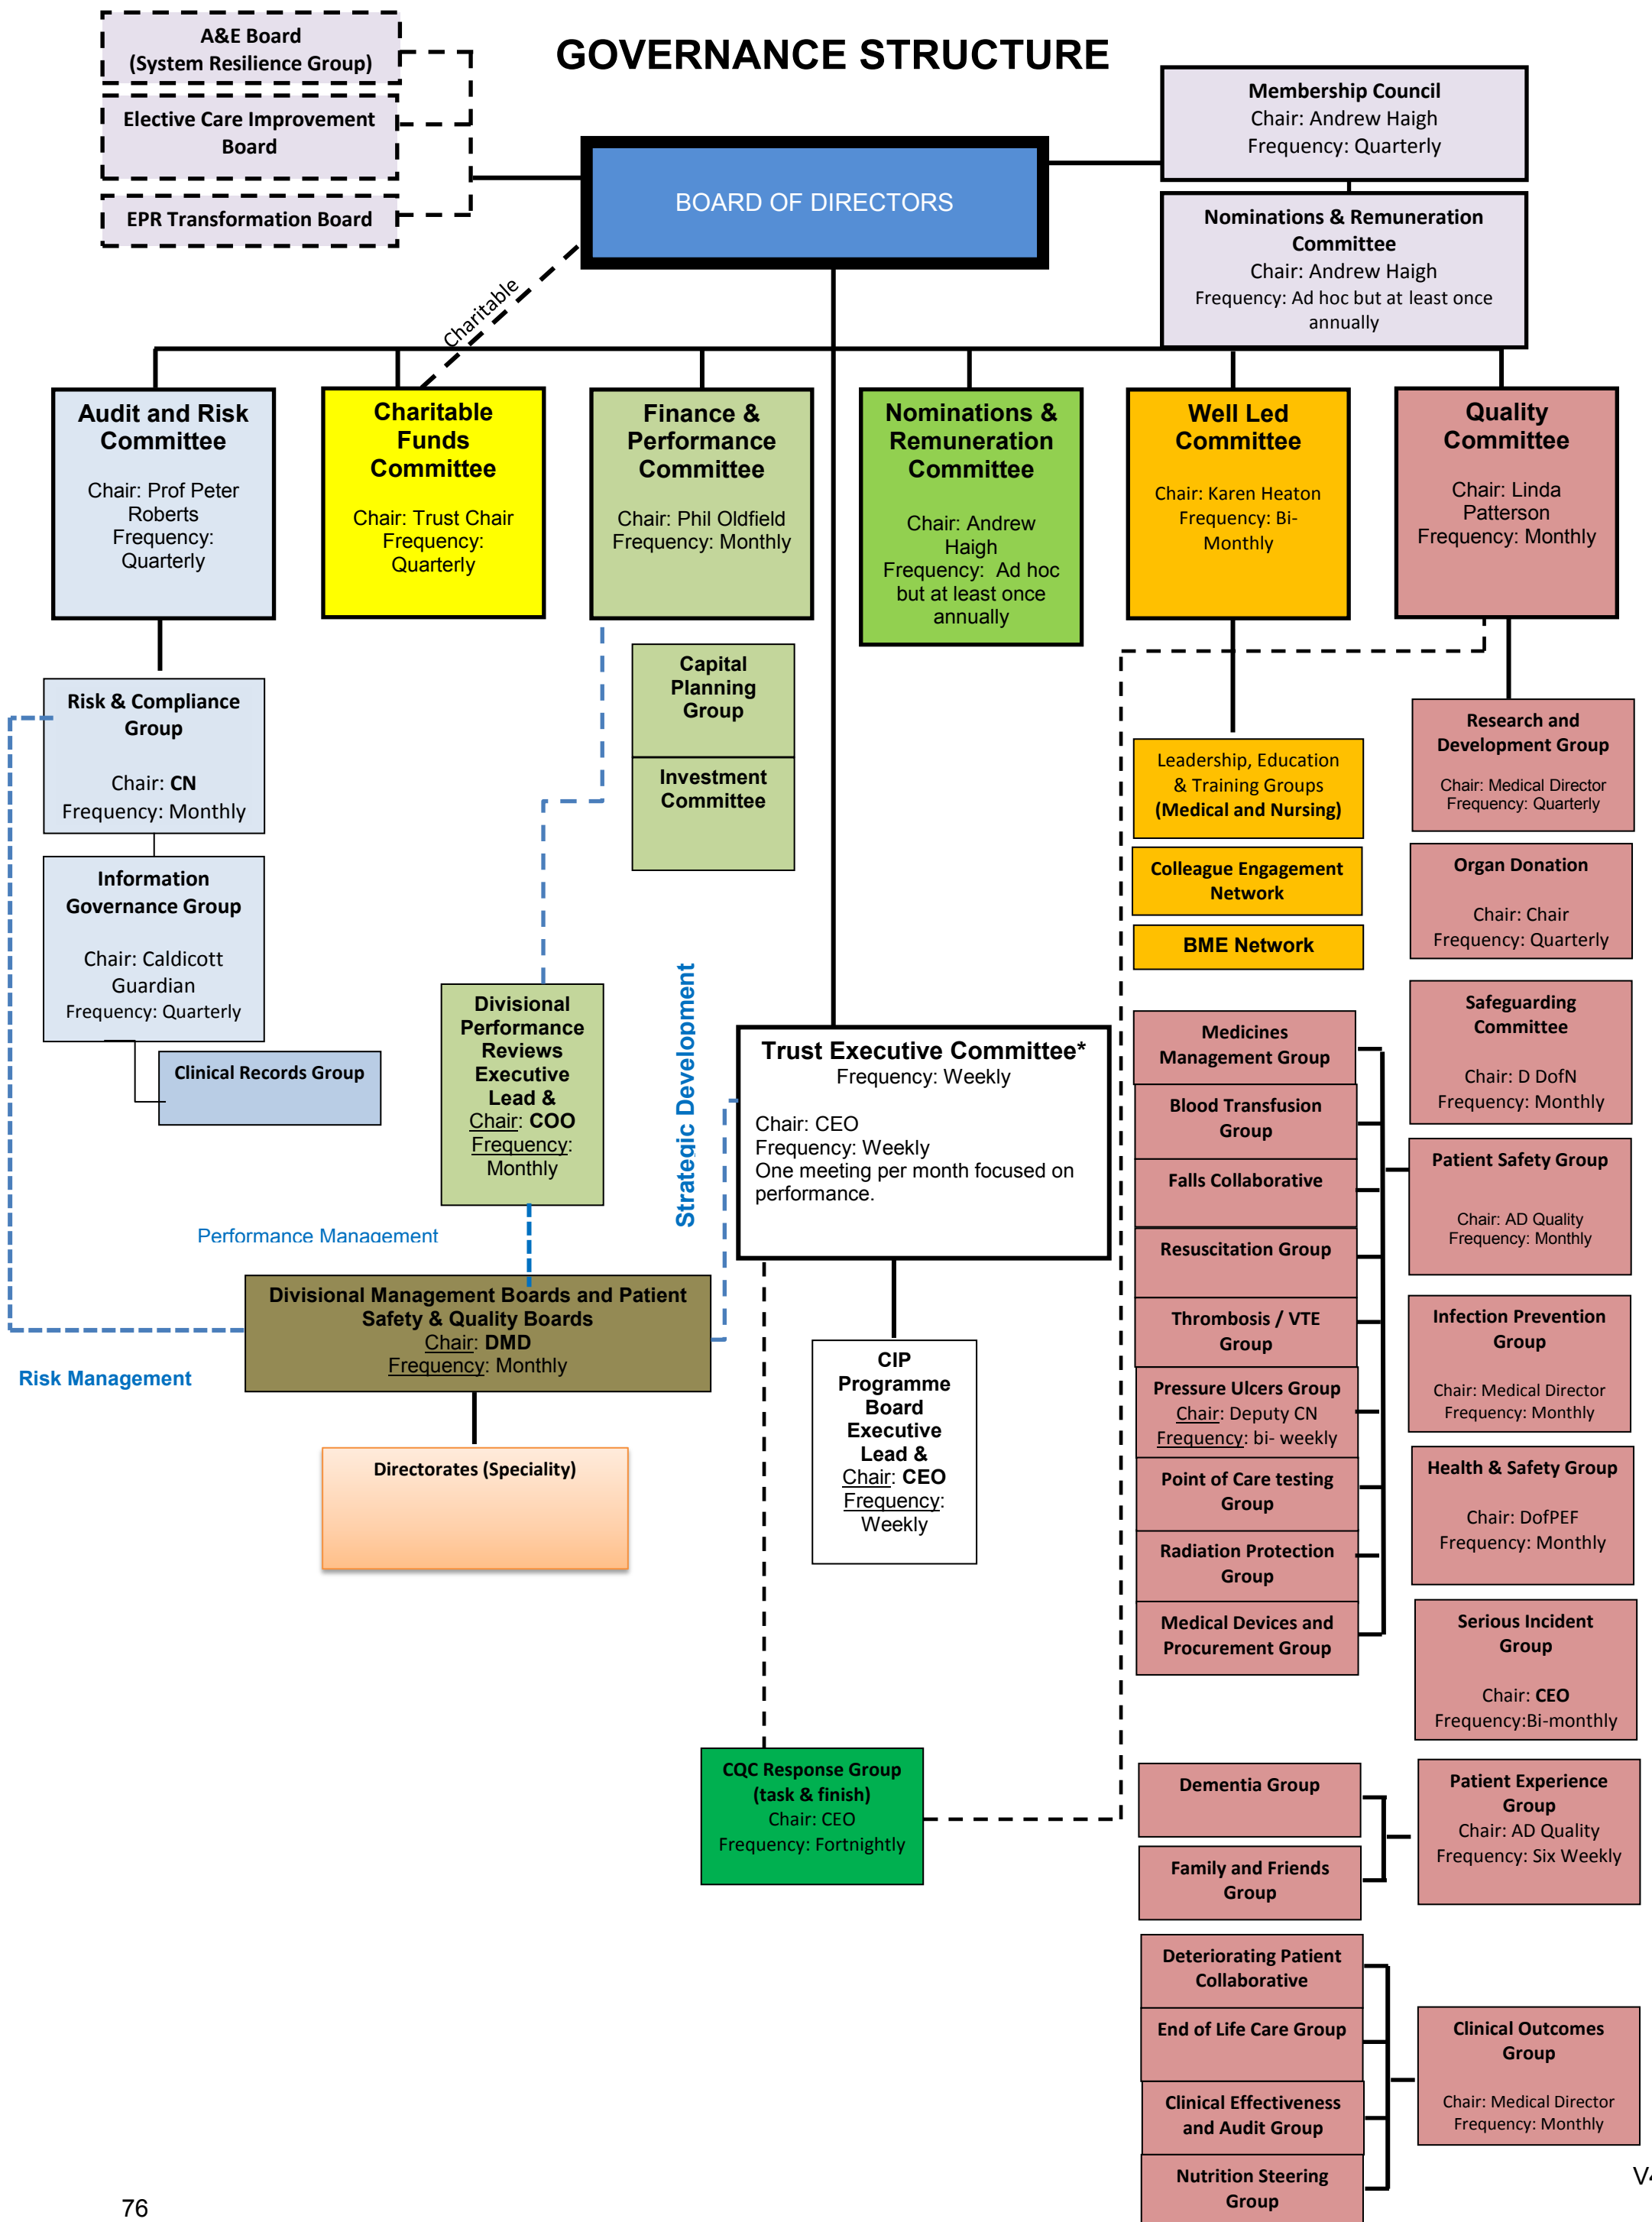 GOVERNANCE STRUCTURE
A&E Board
(System Resilience Group)
Elective Care Improvement
Board
EPR Transformation Board
BOARD OF DIRECTORS
Membership Council
Chair: Andrew Haigh
Frequency: Quarterly
Nominations & Remuneration
Committee
Chair: Andrew Haigh
Frequency: Ad hoc but at least once
annually
Charitable
Audit and Risk
Committee
Chair: Prof Peter
Roberts
Frequency:
Quarterly
Charitable
Funds
Committee
Chair: Trust Chair
Frequency:
Quarterly
Finance &
Performance
Committee
Chair: Phil Oldfield
Frequency: Monthly
Nominations &
Remuneration
Committee
Chair: Andrew
Haigh
Frequency:  Ad hoc
but at least once
annually
Well Led
Committee
Chair: Karen Heaton
Frequency: Bi-
Monthly
Quality
Committee
Chair: Linda
Patterson
Frequency: Monthly
Risk & Compliance
Group
Chair: CN
Frequency: Monthly
Information
Governance Group
Chair: Caldicott
Guardian
Frequency: Quarterly
Clinical Records Group
Capital
Planning
Group
Investment
Committee
Divisional
Performance
Reviews
Executive
Lead &
Chair: COO
Frequency:
Monthly
Performance Management
Strategic Development
Trust Executive Committee*
Frequency: Weekly
Chair: CEO
Frequency: Weekly
One meeting per month focused on
performance.
Divisional Management Boards and Patient
Safety & Quality Boards
Chair: DMD
Frequency: Monthly
Risk Management
Directorates (Speciality)
CIP
Programme
Board
Executive
Lead &
Chair: CEO
Frequency:
Weekly
CQC Response Group
(task & finish)
Chair: CEO
Frequency: Fortnightly
Leadership, Education
& Training Groups
(Medical and Nursing)
Colleague Engagement
Network
BME Network
Medicines
Management Group
Blood Transfusion
Group
Falls Collaborative
Resuscitation Group
Thrombosis / VTE
Group
Pressure Ulcers Group
Chair: Deputy CN
Frequency: bi- weekly
Point of Care testing
Group
Radiation Protection
Group
Medical Devices and
Procurement Group
Dementia Group
Family and Friends
Group
Deteriorating Patient
Collaborative
End of Life Care Group
Clinical Effectiveness
and Audit Group
Nutrition Steering
Group
Research and
Development Group
Chair: Medical Director
Frequency: Quarterly
Organ Donation
Chair: Chair
Frequency: Quarterly
Safeguarding
Committee
Chair: D DofN
Frequency: Monthly
Patient Safety Group
Chair: AD Quality
Frequency: Monthly
Infection Prevention
Group
Chair: Medical Director
Frequency: Monthly
Health & Safety Group
Chair: DofPEF
Frequency: Monthly
Serious Incident
Group
Chair: CEO
Frequency:Bi-monthly
Patient Experience
Group
Chair: AD Quality
Frequency: Six Weekly
Clinical Outcomes
Group
Chair: Medical Director
Frequency: Monthly
76